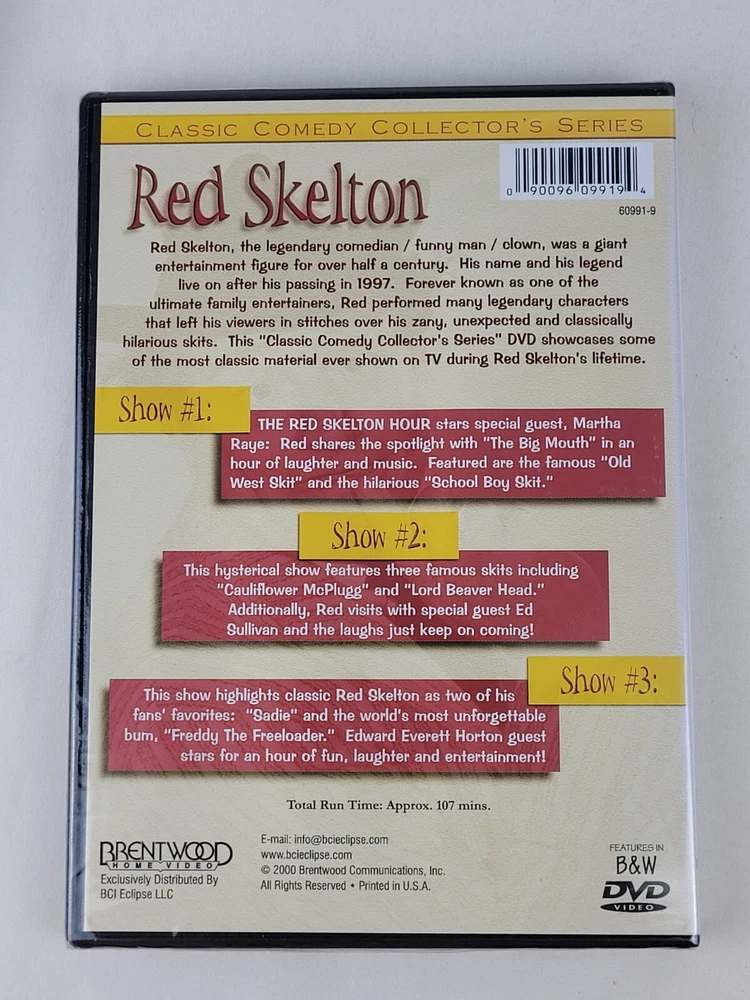 CLASSIC COMEDY COLLECTOR'S SERIES
Red Skelton
0 90096 09919 4
60991-9
Red Skelton, the legendary comedian / funny man / clown, was a giant
entertainment figure for over half a century. His name and his legend
live on after his passing in 1997. Forever known as one of the
ultimate family entertainers, Red performed many legendary characters
that left his viewers in stitches over his zany, unexpected and classically
hilarious skits. This "Classic Comedy Collector's Series" DVD showcases some
of the most classic material ever shown on TV during Red Skelton's lifetime.
Show #1:
THE RED SKELTON HOUR stars special guest, Martha
Raye: Red shares the spotlight with "The Big Mouth" in an
hour of laughter and music. Featured are the famous "Old
West Skit" and the hilarious "School Boy Skit."
Show #2:
This hysterical show features three famous skits including
"Cauliflower McPlugg" and "Lord Beaver Head."
Additionally, Red visits with special guest Ed
Sullivan and the laughs just keep on coming!
Show #3:
This show highlights classic Red Skelton as two of his
fans' favorites: "Sadie" and the world's most unforgettable
bum, "Freddy The Freeloader." Edward Everett Horton guest
stars for an hour of fun, laughter and entertainment!
Total Run Time: Approx. 107 mins.
BRENTWOOD
HOME VIDEO
Exclusively Distributed By
BCI Eclipse LLC
E-mail: info@bcieclipse.com
www.bcieclipse.com
© 2000 Brentwood Communications, Inc.
All Rights Reserved • Printed in U.S.A.
FEATURES IN
B&W
DVD
VIDEO